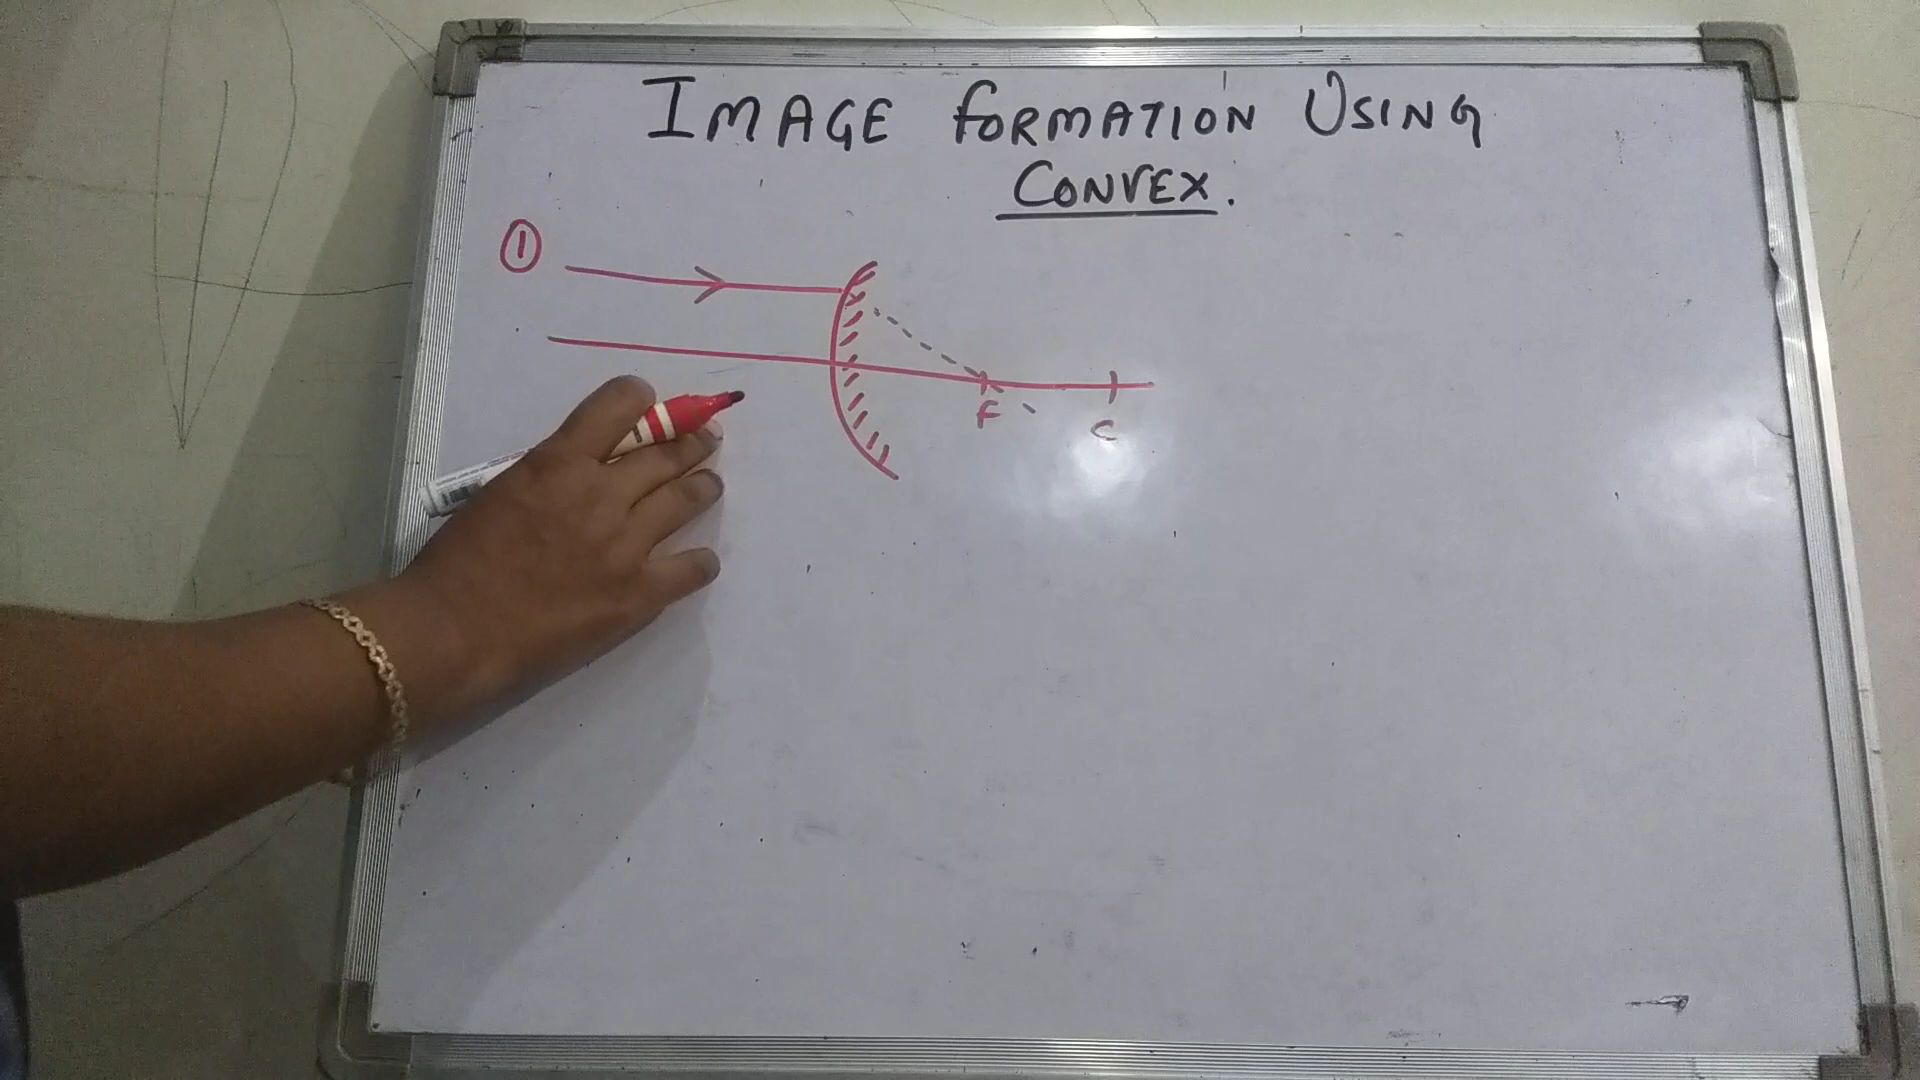 IMAGE FORMATION USING
CONVEX.
①
F
C